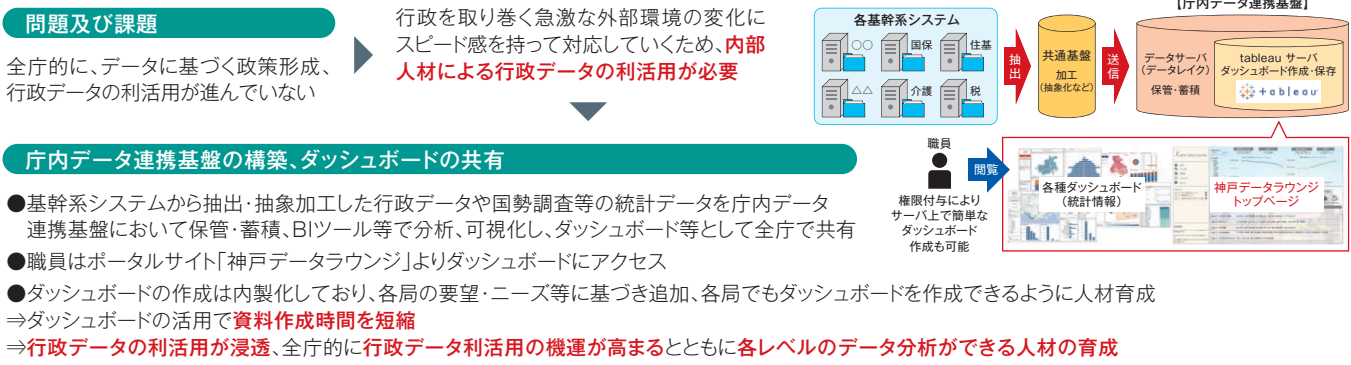 問題及び課題
全庁的に、データに基づく政策形成、
行政データの利活用が進んでいない
行政を取り巻く急激な外部環境の変化に
スピード感を持って対応していくため、内部
人材による行政データの利活用が必要
各基幹系システム
○○
国保
住基
△△
介護
税
抽出
共通基盤
加工
(抽象化など)
送信
【庁内データ連携基盤】
データサーバ
(データレイク)
保管・蓄積
tableau サーバ
ダッシュボード作成・保存
+ableau
庁内データ連携基盤の構築、ダッシュボードの共有
●基幹系システムから抽出・抽象加工した行政データや国勢調査等の統計データを庁内データ
連携基盤において保管・蓄積、BIツール等で分析、可視化し、ダッシュボード等として全庁で共有
●職員はポータルサイト「神戸データラウンジ」よりダッシュボードにアクセス
●ダッシュボードの作成は内製化しており、各局の要望・ニーズ等に基づき追加、各局でもダッシュボードを作成できるように人材育成
⇒ダッシュボードの活用で資料作成時間を短縮
⇒行政データの利活用が浸透、全庁的に行政データ利活用の機運が高まるとともに各レベルのデータ分析ができる人材の育成
職員
閲覧
権限付与により
サーバ上で簡単な
ダッシュボード
作成も可能
各種ダッシュボード
(統計情報)
神戸データラウンジ
トップページ